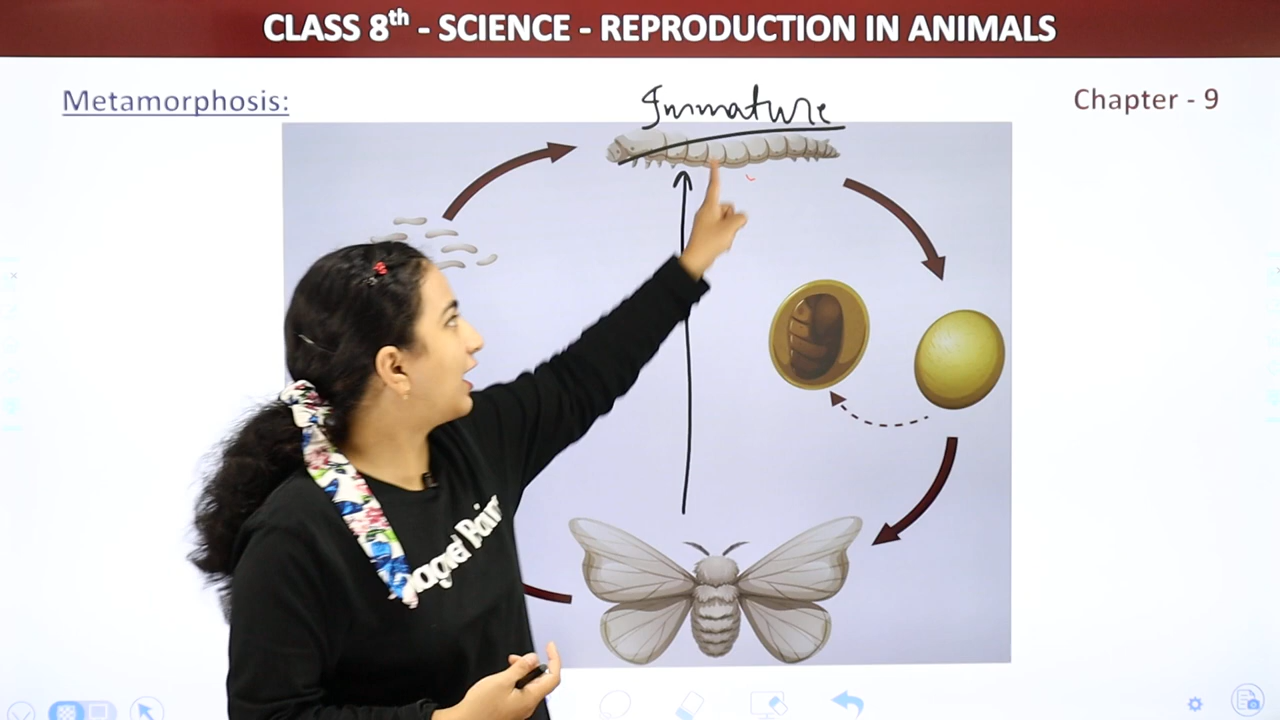 CLASS 8th - SCIENCE - REPRODUCTION IN ANIMALS
Metamorphosis:
Immature
Chapter - 9